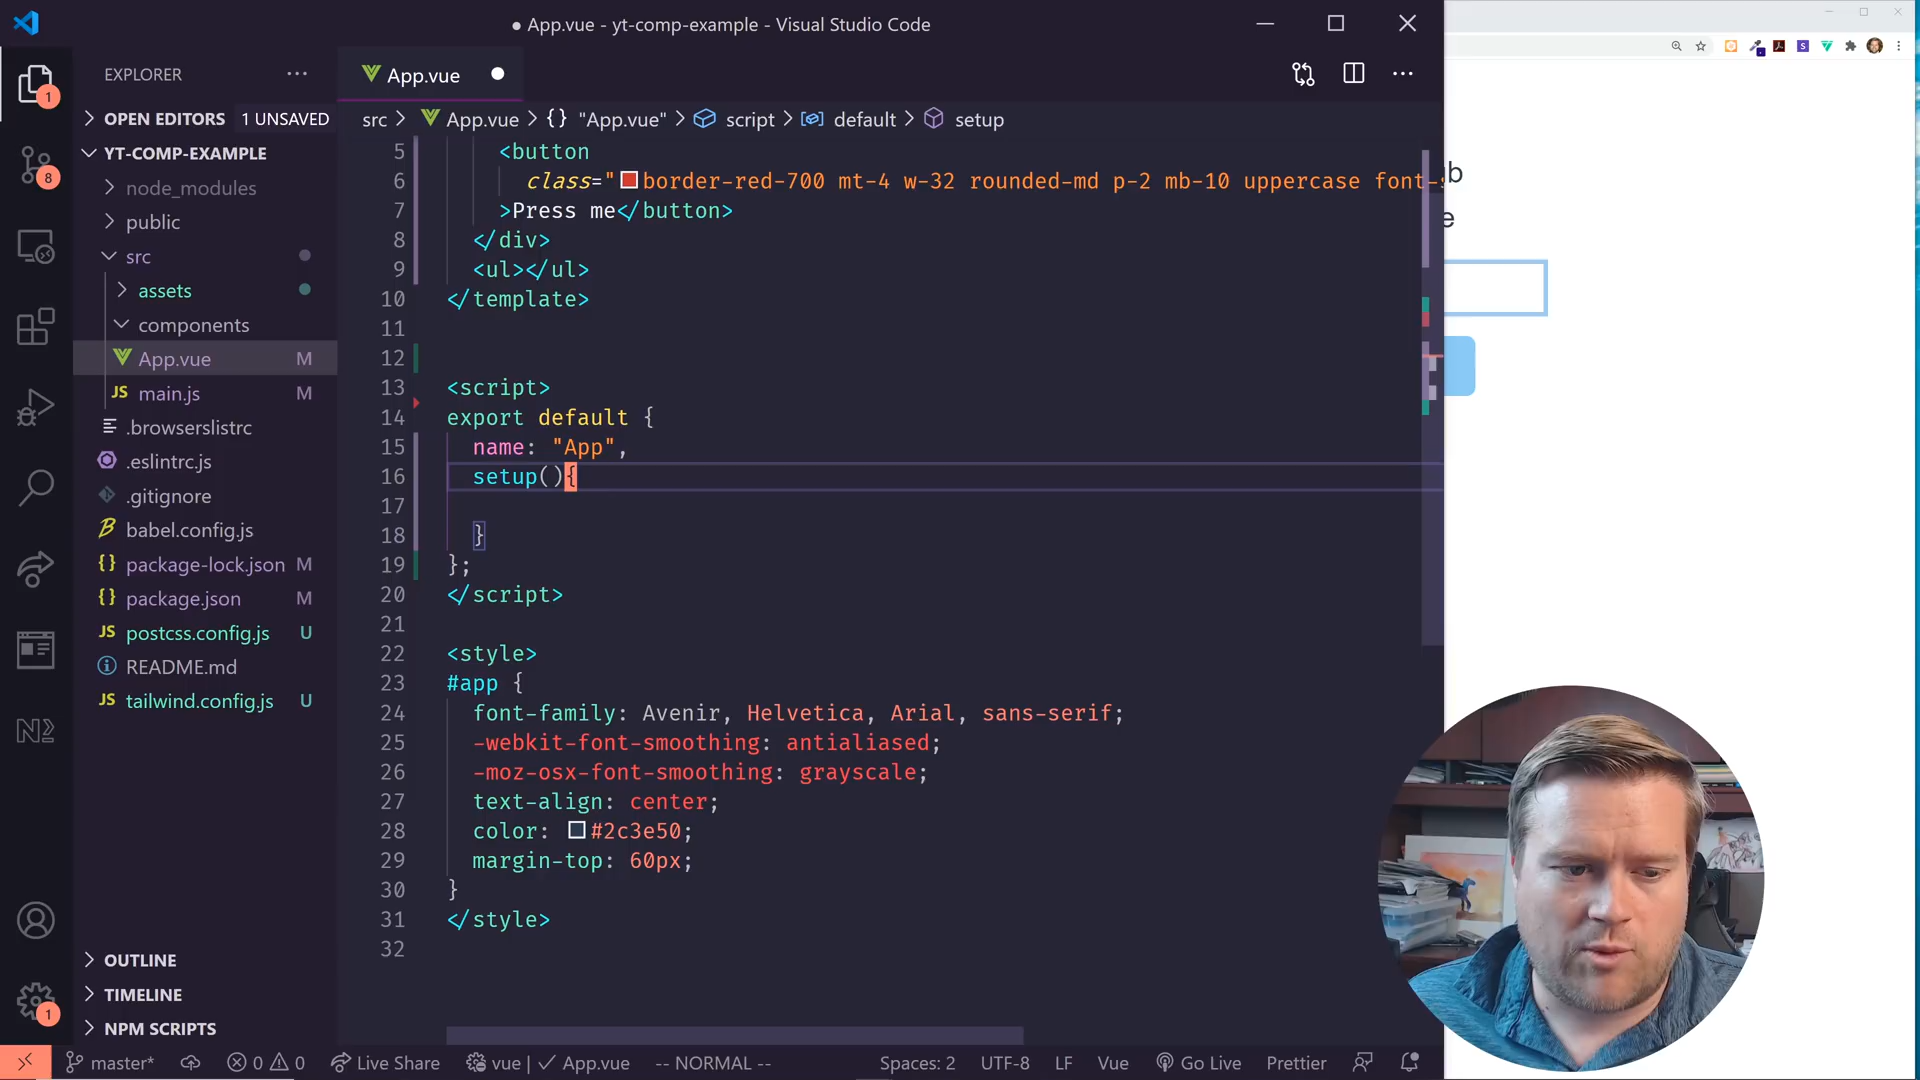 App.vue - yt-comp-example - Visual Studio Code
EXPLORER
App.vue
OPEN EDITORS 1 UNSAVED
src > App.vue > {} "App.vue" > script > default > setup
YT-COMP-EXAMPLE
node_modules
public
src
assets
components
App.vue M
main.js M
.browserslistrc
.eslintrc.js
.gitignore
babel.config.js
package-lock.json M
package.json M
postcss.config.js U
README.md
tailwind.config.js U
OUTLINE
TIMELINE
NPM SCRIPTS
1
8
1
5 <button
6 class="border-red-700 mt-4 w-32 rounded-md p-2 mb-10 uppercase font-
7 >Press me</button>
8 </div>
9 <ul></ul>
10 </template>
11
12
13 <script>
14 export default {
15 name: "App",
16 setup(){
17
18 }
19 };
20 </script>
21
22 <style>
23 #app {
24 font-family: Avenir, Helvetica, Arial, sans-serif;
25 -webkit-font-smoothing: antialiased;
26 -moz-osx-font-smoothing: grayscale;
27 text-align: center;
28 color: #2c3e50;
29 margin-top: 60px;
30 }
31 </style>
32
b
e
master* 0 0 Live Share vue | App.vue -- NORMAL -- Spaces: 2 UTF-8 LF Vue Go Live Prettier